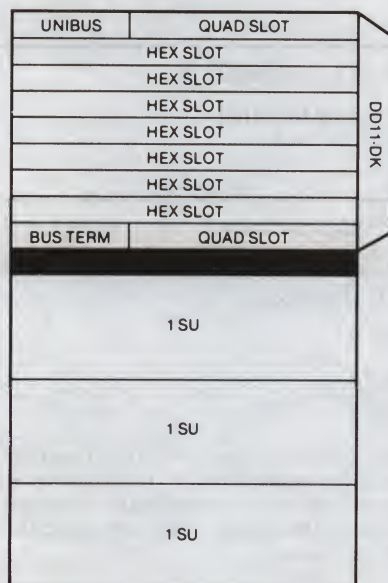 UNIBUS QUAD SLOT
HEX SLOT
HEX SLOT
HEX SLOT
HEX SLOT
HEX SLOT
HEX SLOT
HEX SLOT
BUS TERM QUAD SLOT
DD11-DK
1 SU
1 SU
1 SU